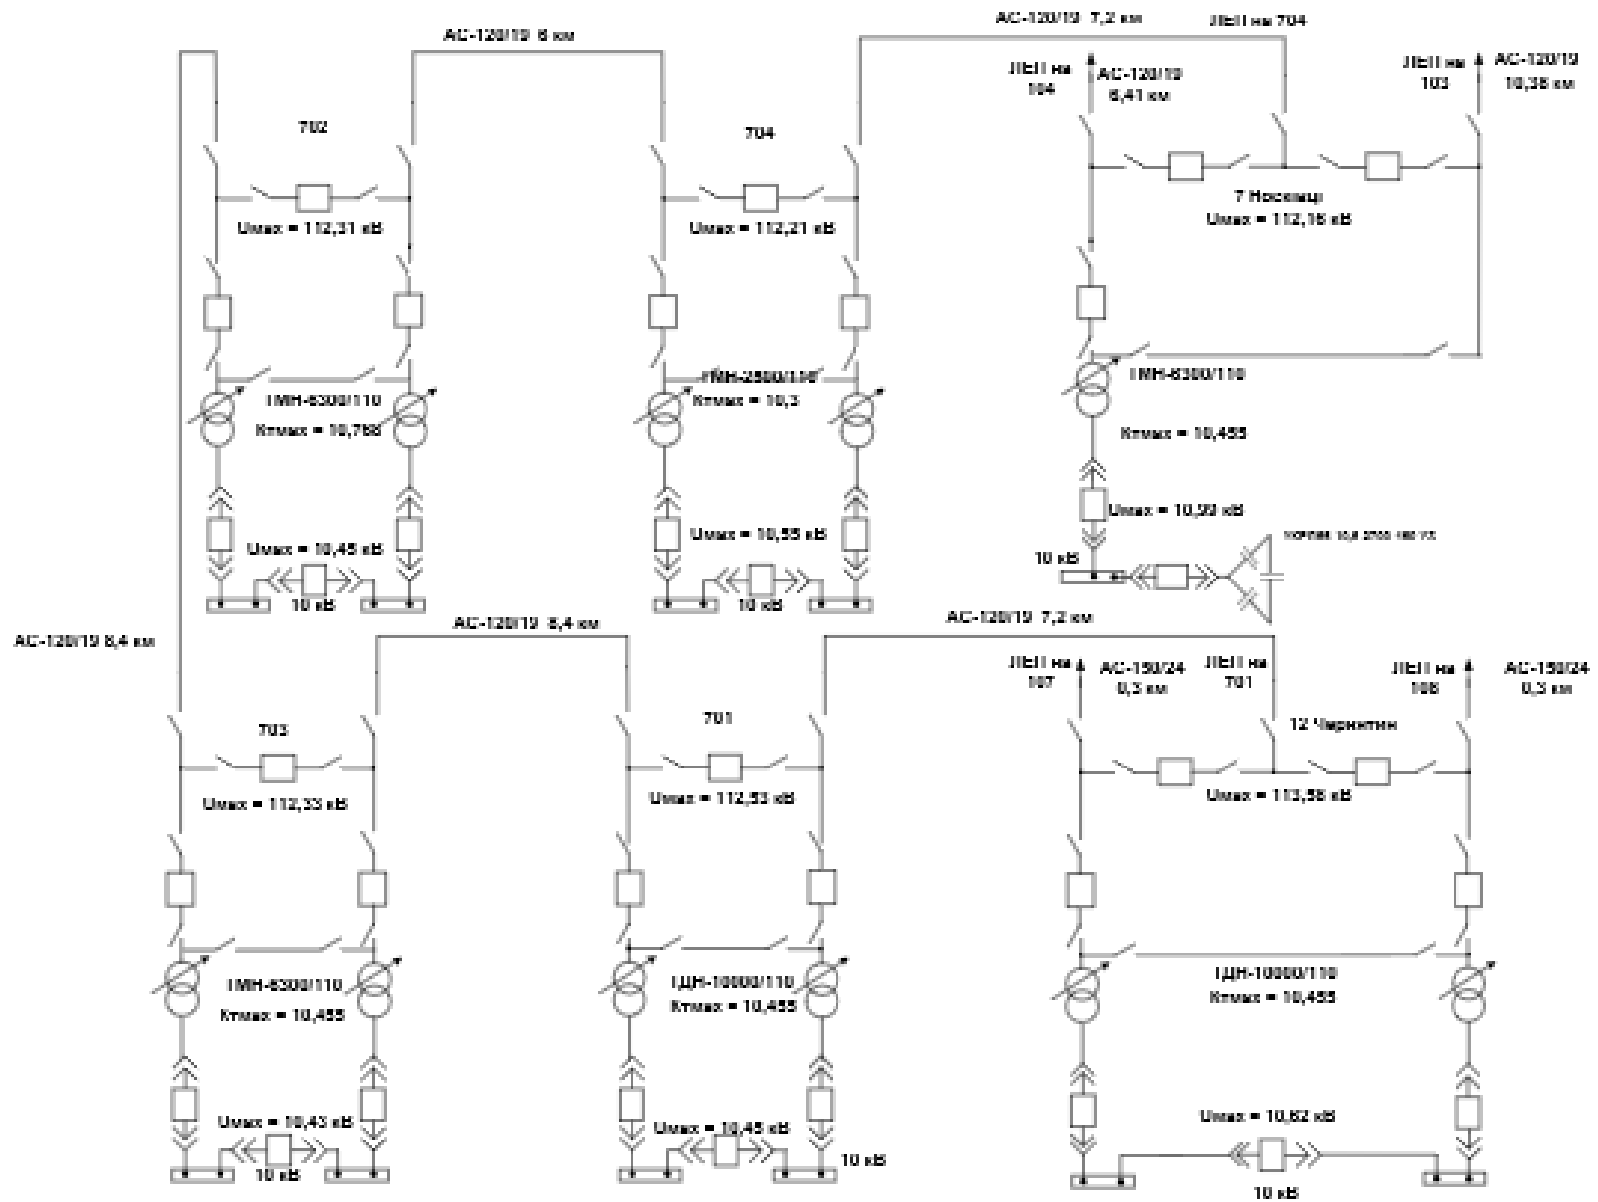 АС-120/19 6 км
АС-120/19 7,2 км
ЛЕП на 704
ЛЕП на
104
АС-120/19
6,41 км
ЛЕП на
103
АС-120/19
10,38 км
702
704
Uмах = 112,31 кВ
Uмах = 112,21 кВ
7 Носківці
Uмах = 112,16 кВ
ТМН-6300/110
Ктмах = 10,768
ТМН-2500/110
Ктмах = 10,3
ТМН-6300/110
Ктмах = 10,455
Uмах = 10,45 кВ
10 кВ
Uмах = 10,55 кВ
10 кВ
Uмах = 10,99 кВ
10 кВ
АС-120/19 8,4 км
АС-120/19 8,4 км
АС-120/19 7,2 км
ЛЕП на
107
АС-150/24
0,3 км
ЛЕП на
701
ЛЕП на
108
АС-150/24
0,3 км
703
701
12 Чернятин
Uмах = 112,33 кВ
Uмах = 112,53 кВ
Uмах = 113,58 кВ
ТМН-6300/110
Ктмах = 10,455
ТДН-10000/110
Ктмах = 10,455
ТДН-10000/110
Ктмах = 10,455
Uмах = 10,43 кВ
10 кВ
Uмах = 10,45 кВ
10 кВ
Uмах = 10,62 кВ
10 кВ